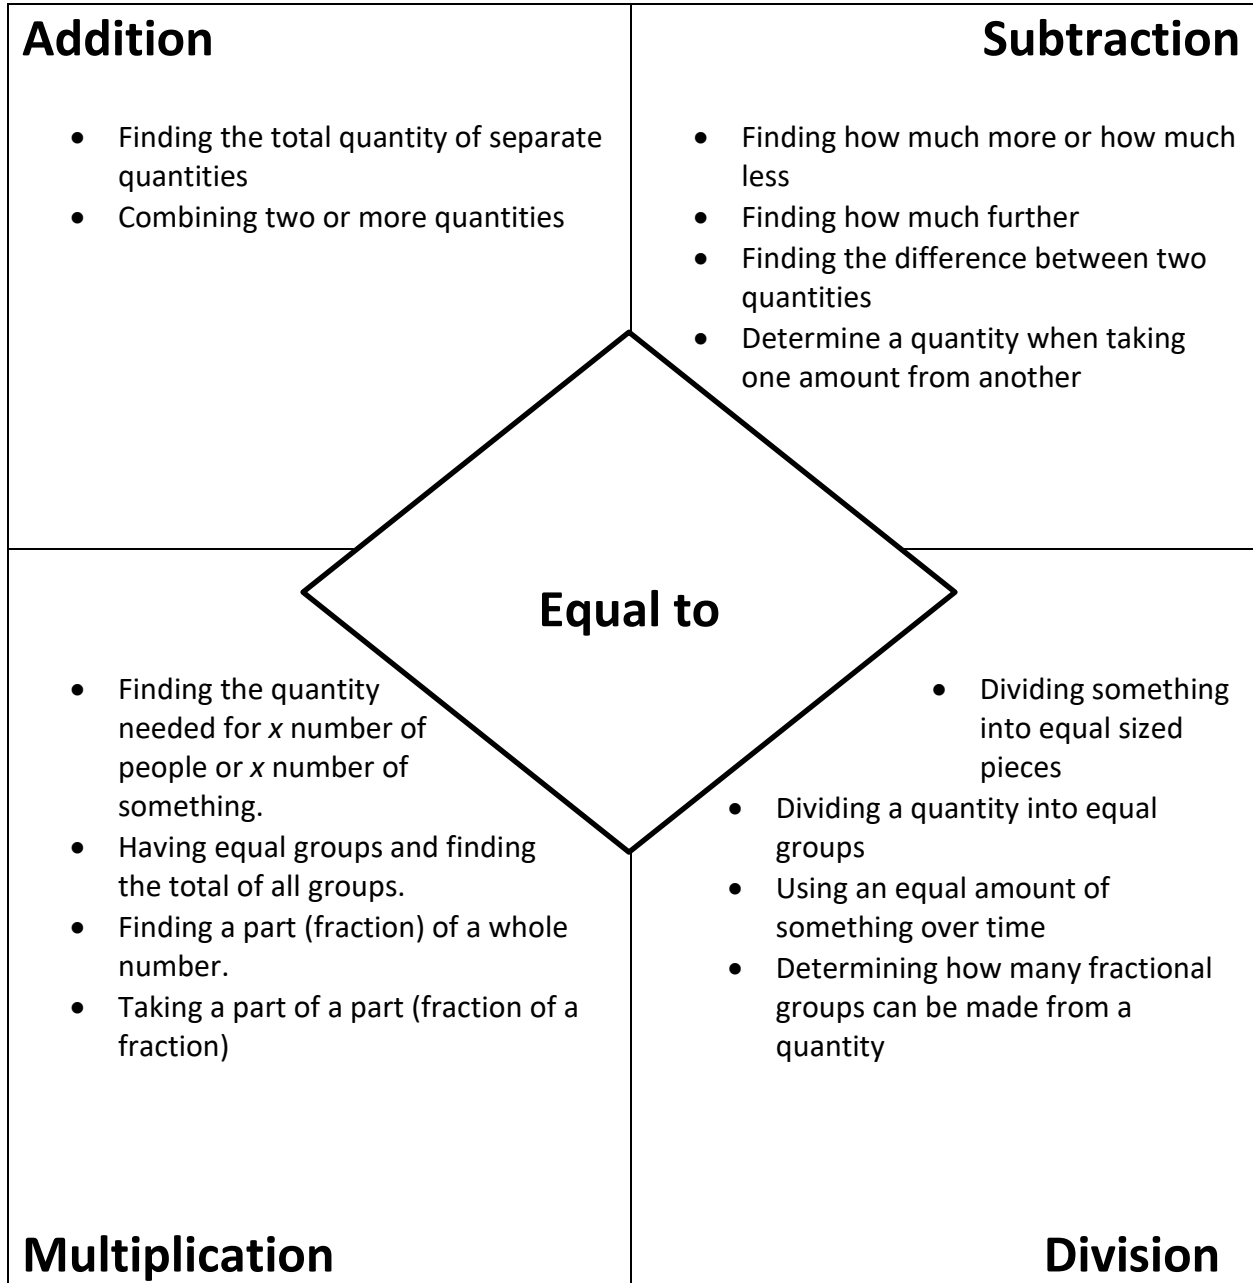 Addition
• Finding the total quantity of separate
quantities
• Combining two or more quantities
Subtraction
• Finding how much more or how much
less
• Finding how much further
• Finding the difference between two
quantities
• Determine a quantity when taking
one amount from another
Equal to
• Finding the quantity
needed for x number of
people or x number of
something.
• Having equal groups and finding
the total of all groups.
• Finding a part (fraction) of a whole
number.
• Taking a part of a part (fraction of a
fraction)
Multiplication
• Dividing something
into equal sized
pieces
• Dividing a quantity into equal
groups
• Using an equal amount of
something over time
• Determining how many fractional
groups can be made from a
quantity
Division